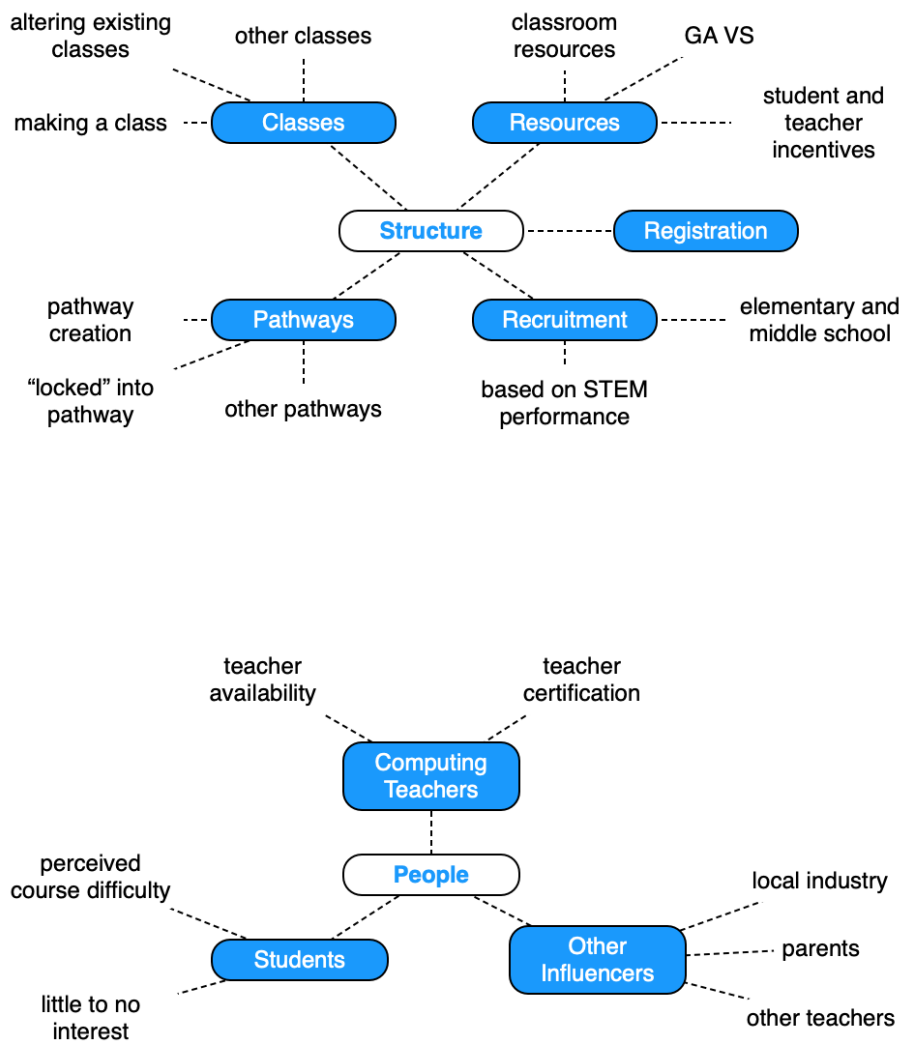 altering existing
classes
other classes
classroom
resources
GA VS
making a class
Classes
Resources
student and
teacher
incentives
Structure
Registration
pathway
creation
Pathways
Recruitment
elementary and
middle school
“locked” into
pathway
other pathways
based on STEM
performance
teacher
availability
teacher
certification
Computing
Teachers
People
perceived
course difficulty
local industry
Students
Other
Influencers
parents
little to no
interest
other teachers